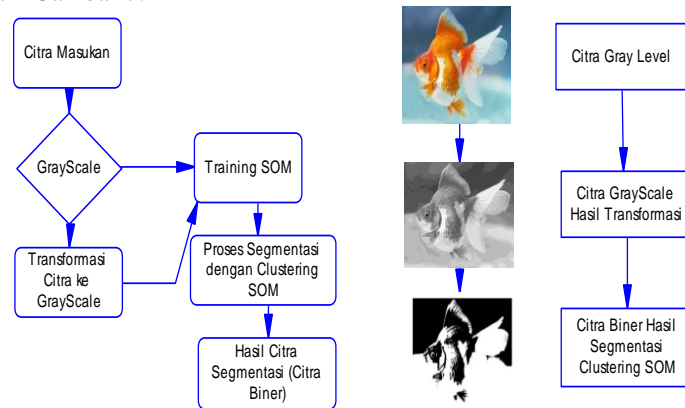 Citra Masukan
GrayScale
Transformasi
Citra ke
GrayScale
Training SOM
Proses Segmentasi
dengan Clustering
SOM
Hasil Citra
Segmentasi (Citra
Biner)
Citra Gray Level
Citra GrayScale
Hasil Transformasi
Citra Biner Hasil
Segmentasi
Clustering SOM